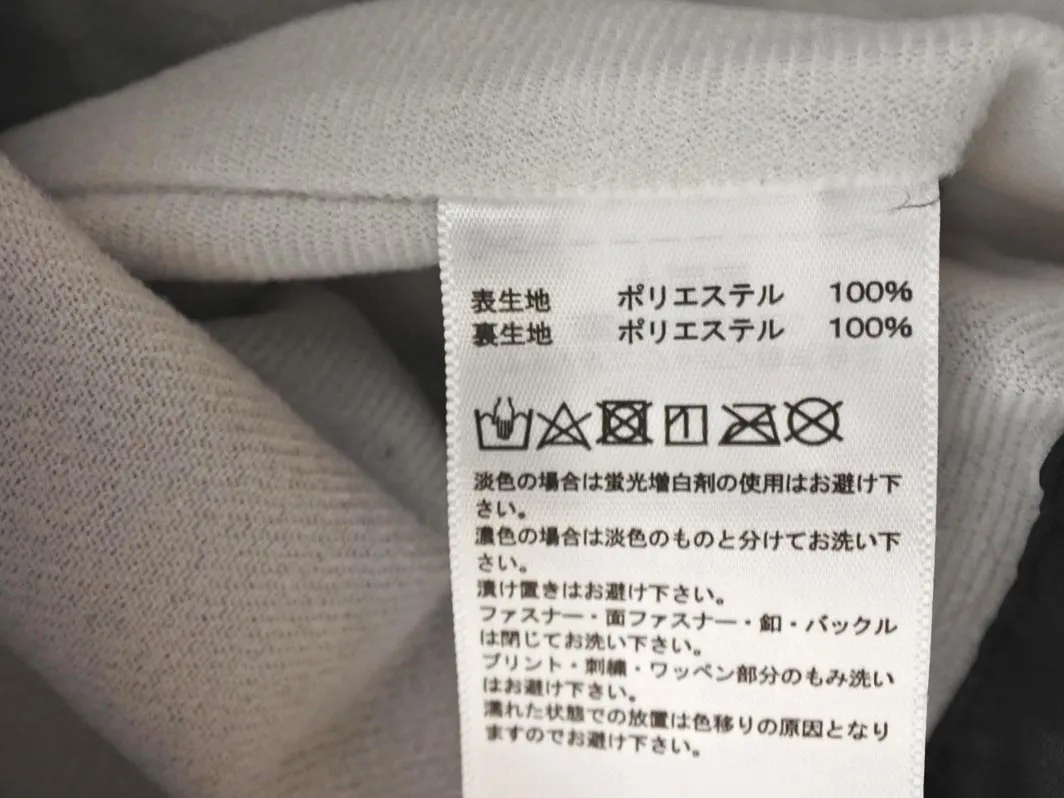 表生地 ポリエステル 100%
裏生地 ポリエステル 100%
淡色の場合は蛍光増白剤の使用はお避け下
さい。
濃色の場合は淡色のものと分けてお洗い下
さい。
漬け置きはお避け下さい。
ファスナー・面ファスナー・釦・バックル
は閉じてお洗い下さい。
プリント・刺繍・ワッペン部分のもみ洗い
はお避け下さい。
濡れた状態での放置は色移りの原因となり
ますのでお避け下さい。